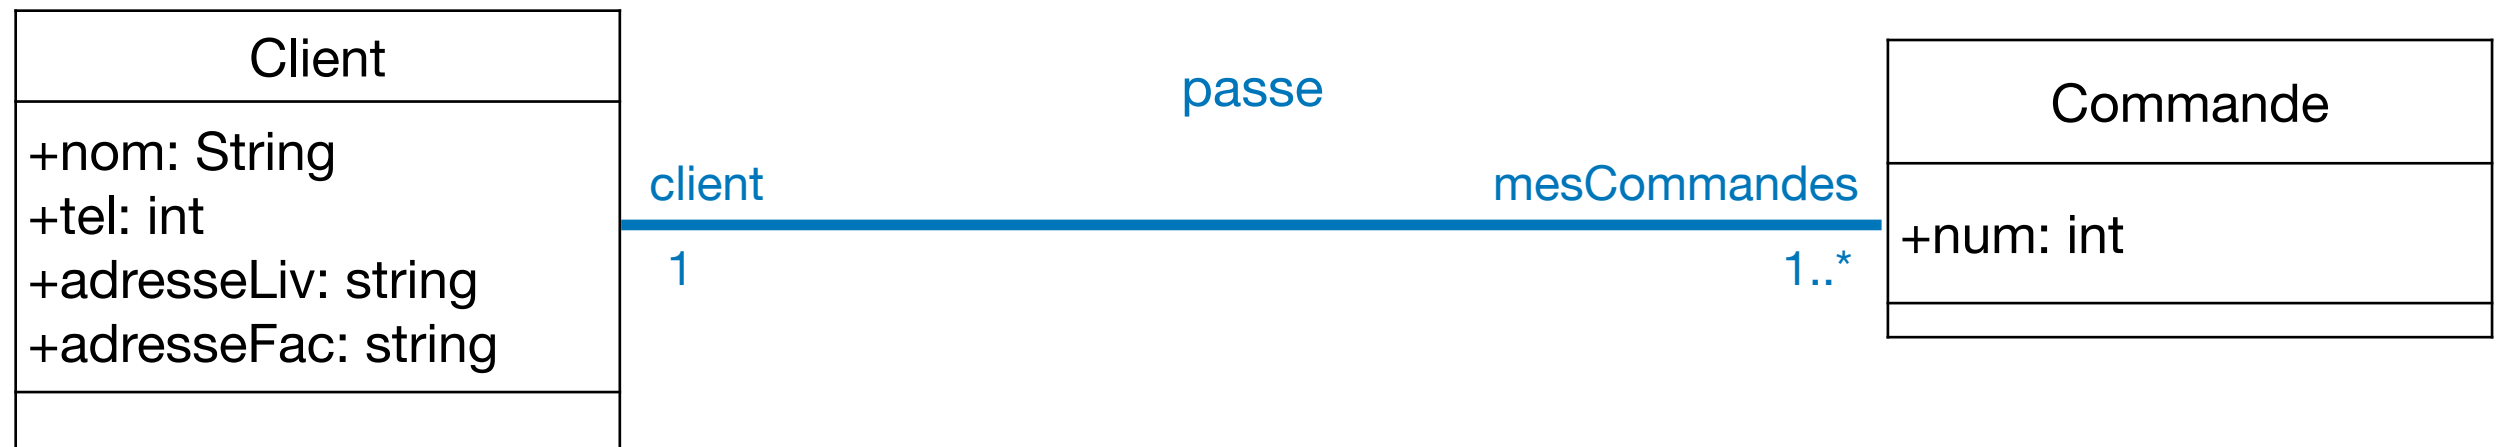 Client
+nom: String
+tel: int
+adresseLiv: string
+adresseFac: string
passe
client
mesCommandes
1
1..*
Commande
+num: int